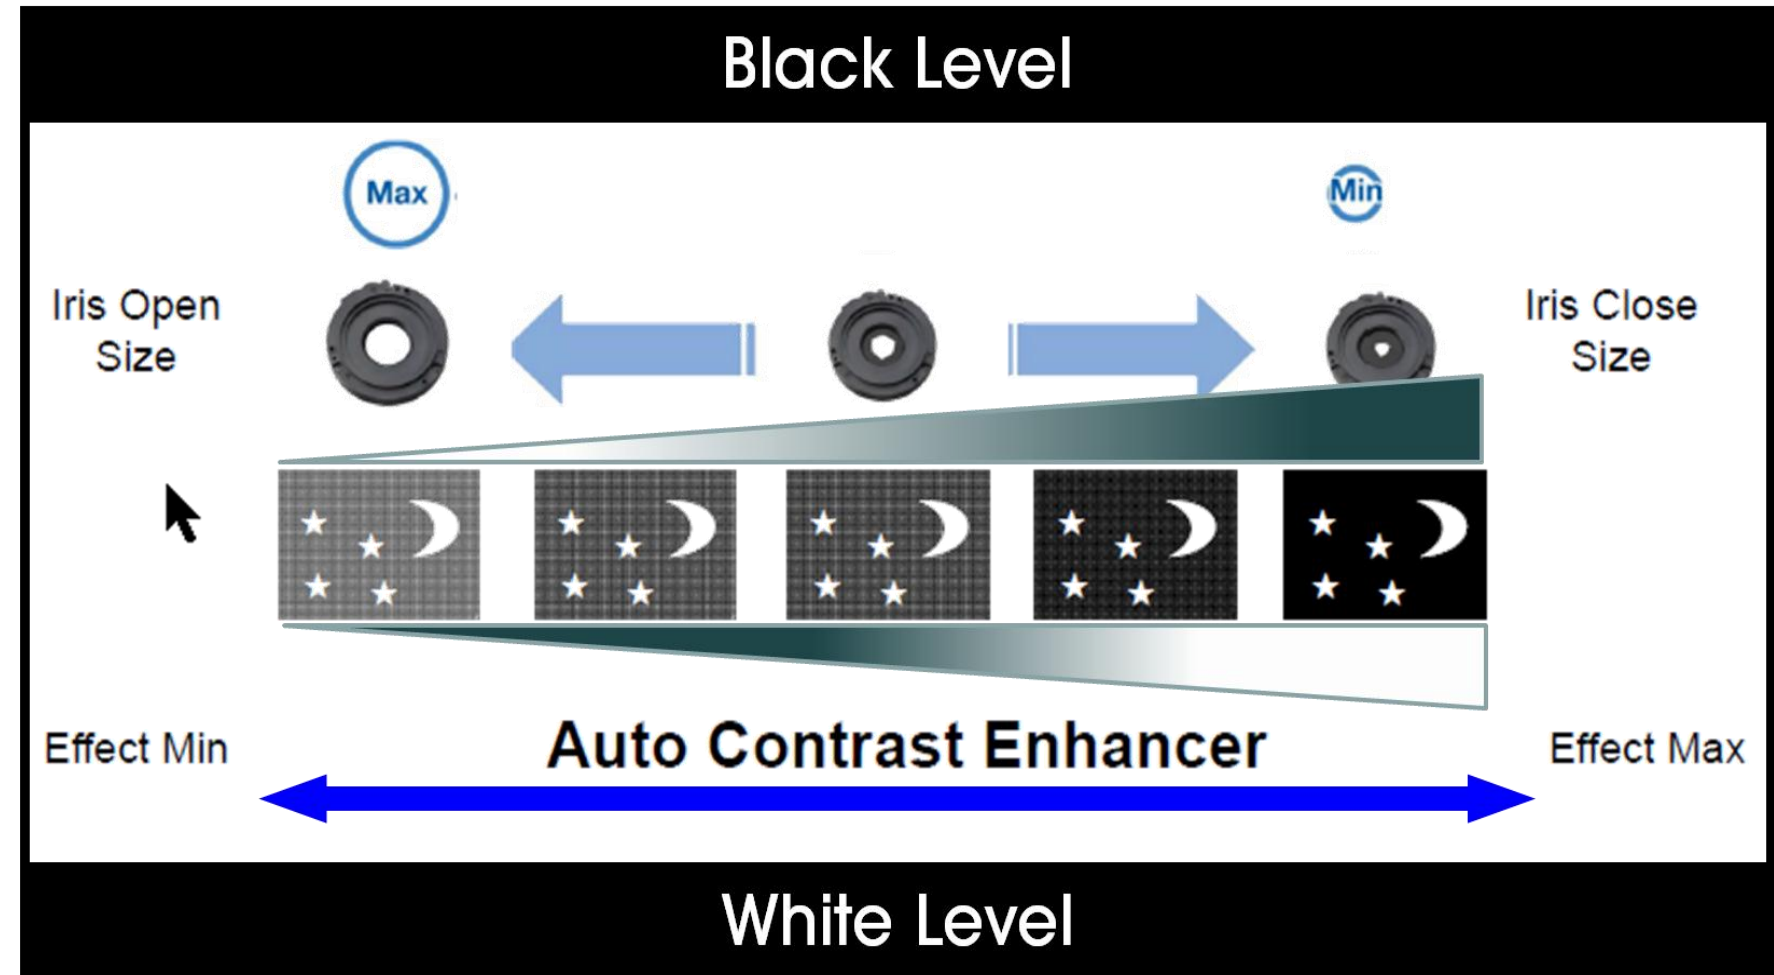 Black Level
Max
Min
Iris Open
Size
Iris Close
Size
Effect Min
Auto Contrast Enhancer
Effect Max
White Level